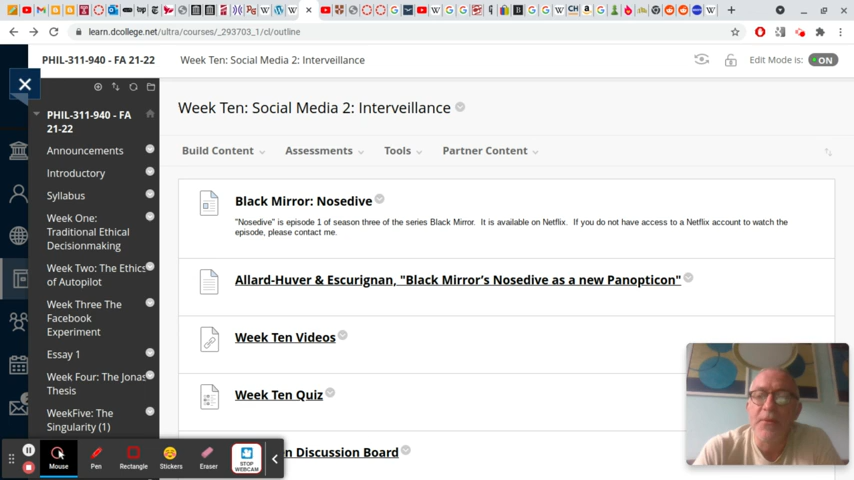 learn.dcollege.net/ultra/courses/_293703_1/cl/outline
PHIL-311-940 - FA 21-22
Week Ten: Social Media 2: Interveillance
Edit Mode is:
ON
PHIL-311-940 - FA
21-22
Announcements
Introductory
Syllabus
Week One:
Traditional Ethical
Decisionmaking
Week Two: The Ethics
of Autopilot
Week Three The
Facebook
Experiment
Essay 1
Week Four: The Jonas
Thesis
WeekFive: The
Singularity (1)
Week Ten: Social Media 2: Interveillance
Build Content
Assessments
Tools
Partner Content
Black Mirror: Nosedive
"Nosedive" is episode 1 of season three of the series Black Mirror. It is available on Netflix. If you do not have access to a Netflix account to watch the
episode, please contact me.
Allard-Huver & Escurignan, "Black Mirror's Nosedive as a new Panopticon"
Week Ten Videos
Week Ten Quiz
on Discussion Board
Mouse
Pen
Rectangle
Stickers
Eraser
STOP
WEBCAM